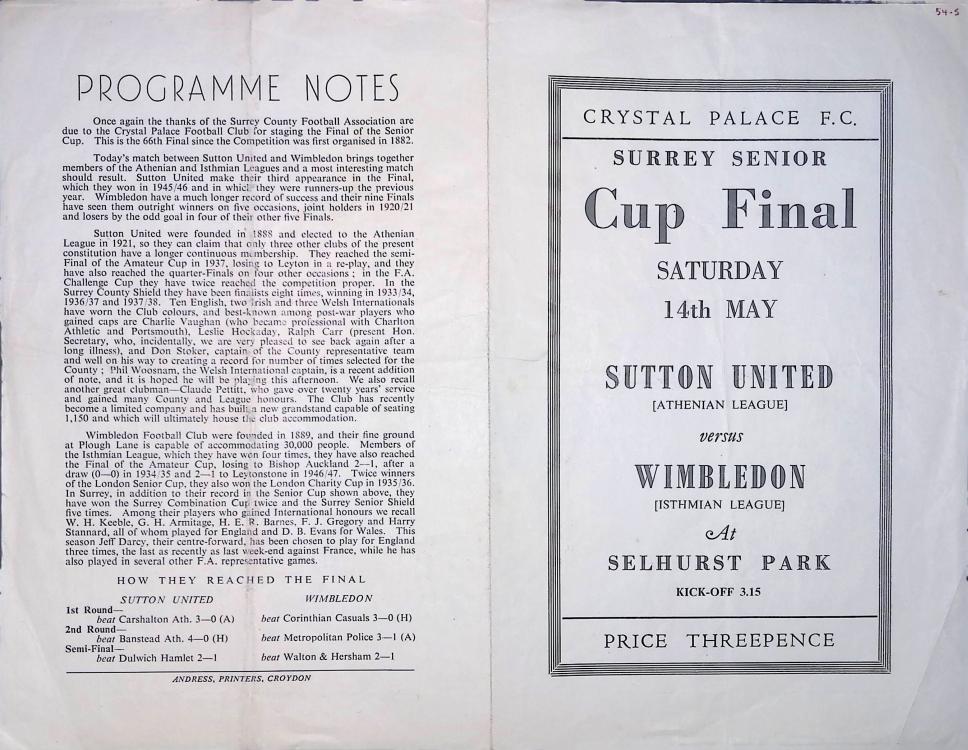 PROGRAMME NOTES
Once again the thanks of the Surrey County Football Association are
due to the Crystal Palace Football Club for staging the Final of the Senior
Cup. This is the 66th Final since the Competition was first organised in 1882.
Today's match between Sutton United and Wimbledon brings together
members of the Athenian and Isthmian Leagues and a most interesting match
should result. Sutton United make their third appearance in the Final,
which they won in 1945/46 and in which they were runners-up the previous
year. Wimbledon have a much longer record of success and their nine Finals
have seen them outright winners on five occasions, joint holders in 1920/21
and losers by the odd goal in four of their other five Finals.
Sutton United were founded in 1888 and elected to the Athenian
League in 1921, so they can claim that only three other clubs of the present
constitution have a longer continuous membership. They reached the semi-
Final of the Amateur Cup in 1937, losing to Leyton in a re-play, and they
have also reached the quarter-Finals on four other occasions ; in the F.A.
Challenge Cup they have twice reached the competition proper. In the
Surrey County Shield they have been finalists eight times, winning in 1933/34,
1936/37 and 1937/38. Ten English, two Irish and three Welsh Internationals
have worn the Club colours, and best-known among post-war players who
gained caps are Charlie Vaughan (who became professional with Charlton
Athletic and Portsmouth), Leslie Hockaday, Ralph Carr (present Hon.
Secretary, who, incidentally, we are very pleased to see back again after a
long illness), and Don Stoker, captain of the County representative team
and well on his way to creating a record for number of times selected for the
County ; Phil Woosnam, the Welsh International captain, is a recent addition
of note, and it is hoped he will be playing this afternoon. We also recall
another great clubman—Claude Pettitt, who gave over twenty years' service
and gained many County and League honours. The Club has recently
become a limited company and has built a new grandstand capable of seating
1,150 and which will ultimately house the club accommodation.
Wimbledon Football Club were founded in 1889, and their fine ground
at Plough Lane is capable of accommodating 30,000 people. Members of
the Isthmian League, which they have won four times, they have also reached
the Final of the Amateur Cup, losing to Bishop Auckland 2—1, after a
draw (0—0) in 1934/35 and 2—1 to Leytonstone in 1946/47. Twice winners
of the London Senior Cup, they also won the London Charity Cup in 1935/36.
In Surrey, in addition to their record in the Senior Cup shown above, they
have won the Surrey Combination Cup twice and the Surrey Senior Shield
five times. Among their players who gained International honours we recall
W. H. Keeble, G. H. Armitage, H. E. R. Barnes, F. J. Gregory and Harry
Stannard, all of whom played for England and D. B. Evans for Wales. This
season Jeff Darcy, their centre-forward, has been chosen to play for England
three times, the last as recently as last week-end against France, while he has
also played in several other F.A. representative games.
HOW THEY REACHED THE FINAL
SUTTON UNITED WIMBLEDON
1st Round—
beat Carshalton Ath. 3—0 (A) beat Corinthian Casuals 3—0 (H)
2nd Round—
beat Banstead Ath. 4—0 (H) beat Metropolitan Police 3—1 (A)
Semi-Final—
beat Dulwich Hamlet 2—1 beat Walton & Hersham 2—1
ANDRESS, PRINTERS, CROYDON
54-5
CRYSTAL PALACE F.C.
SURREY SENIOR
Cup Final
SATURDAY
14th MAY
SUTTON UNITED
[ATHENIAN LEAGUE]
versus
WIMBLEDON
[ISTHMIAN LEAGUE]
At
SELHURST PARK
KICK-OFF 3.15
PRICE THREEPENCE